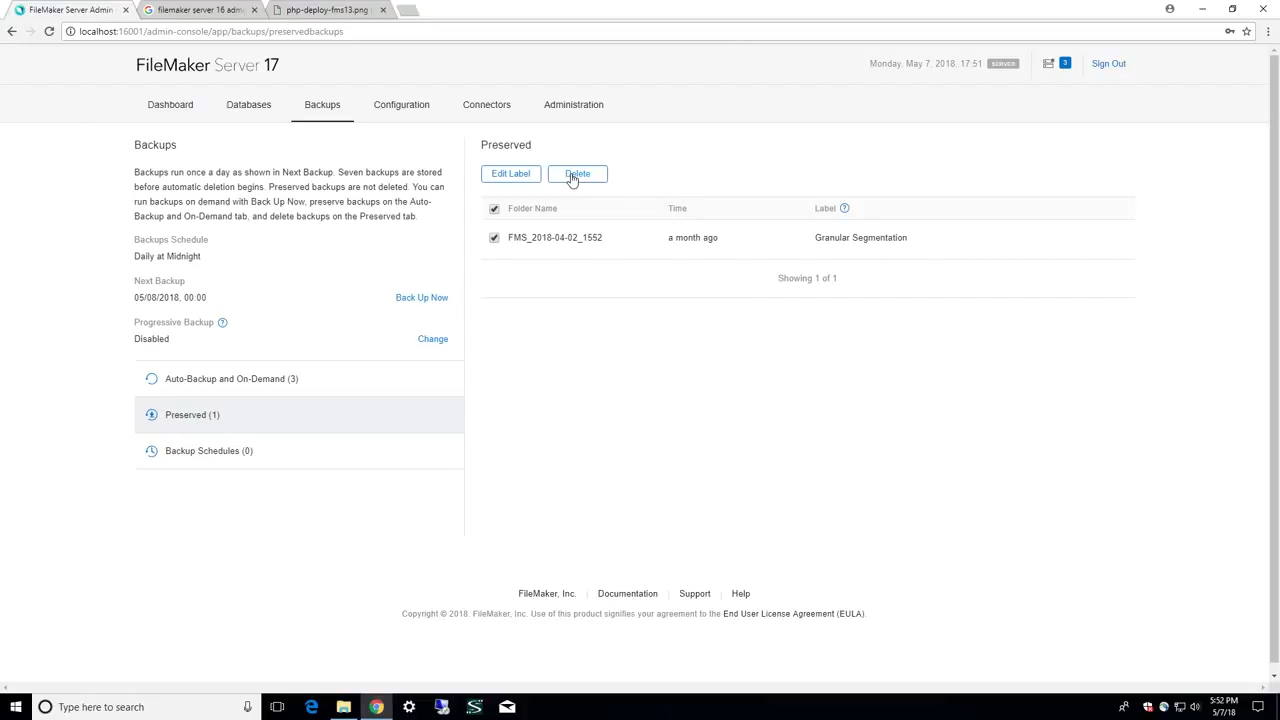 FileMaker Server Admin
filemaker server 16 adm
php-deploy-fms13.png
localhost:16001/admin-console/app/backups/preservedbackups
FileMaker Server 17
Monday, May 7, 2018, 17:51 SERVER 3 Sign Out
Dashboard Databases Backups Configuration Connectors Administration
Backups
Backups run once a day as shown in Next Backup. Seven backups are stored
before automatic deletion begins. Preserved backups are not deleted. You can
run backups on demand with Back Up Now, preserve backups on the Auto-
Backup and On-Demand tab, and delete backups on the Preserved tab.
Backups Schedule
Daily at Midnight
Next Backup
05/08/2018, 00:00 Back Up Now
Progressive Backup ?
Disabled Change
Auto-Backup and On-Demand (3)
Preserved (1)
Backup Schedules (0)
Preserved
Edit Label Delete
Folder Name Time Label ?
FMS_2018-04-02_1552 a month ago Granular Segmentation
Showing 1 of 1
FileMaker, Inc. Documentation Support Help
Copyright © 2018. FileMaker, Inc. Use of this product signifies your agreement to the End User License Agreement (EULA).
Type here to search
5:52 PM
5/7/18